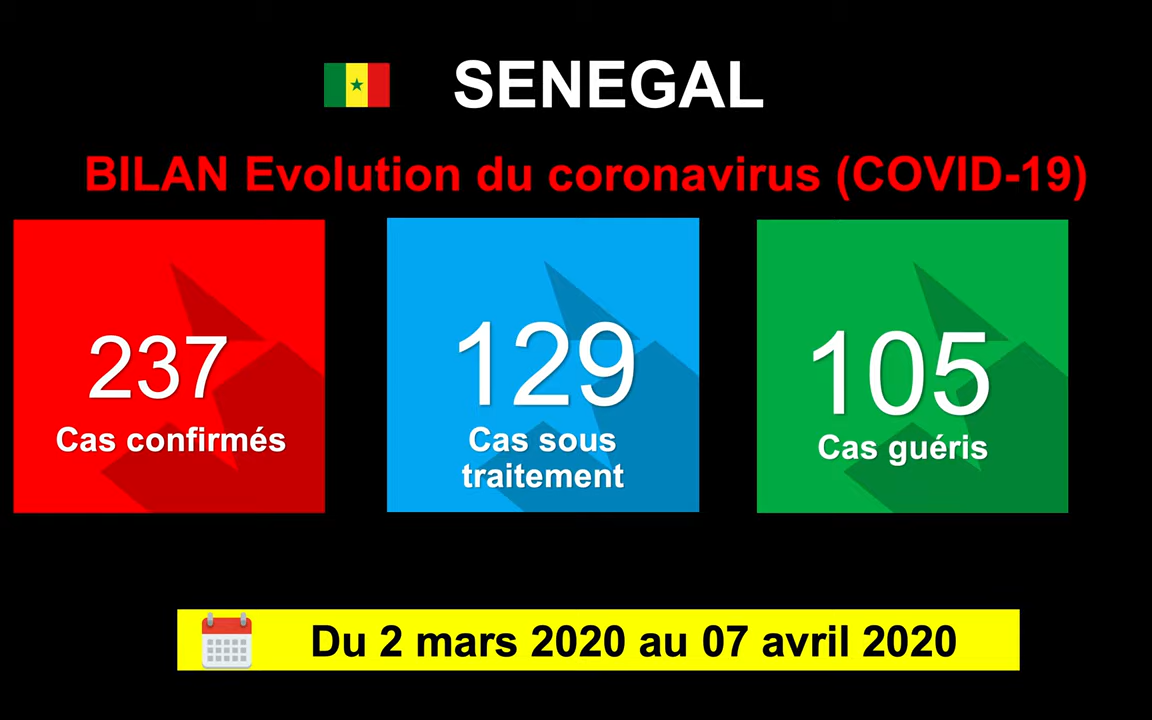 SENEGAL
BILAN Evolution du coronavirus (COVID-19)
237
Cas confirmés
129
Cas sous
traitement
105
Cas guéris
Du 2 mars 2020 au 07 avril 2020